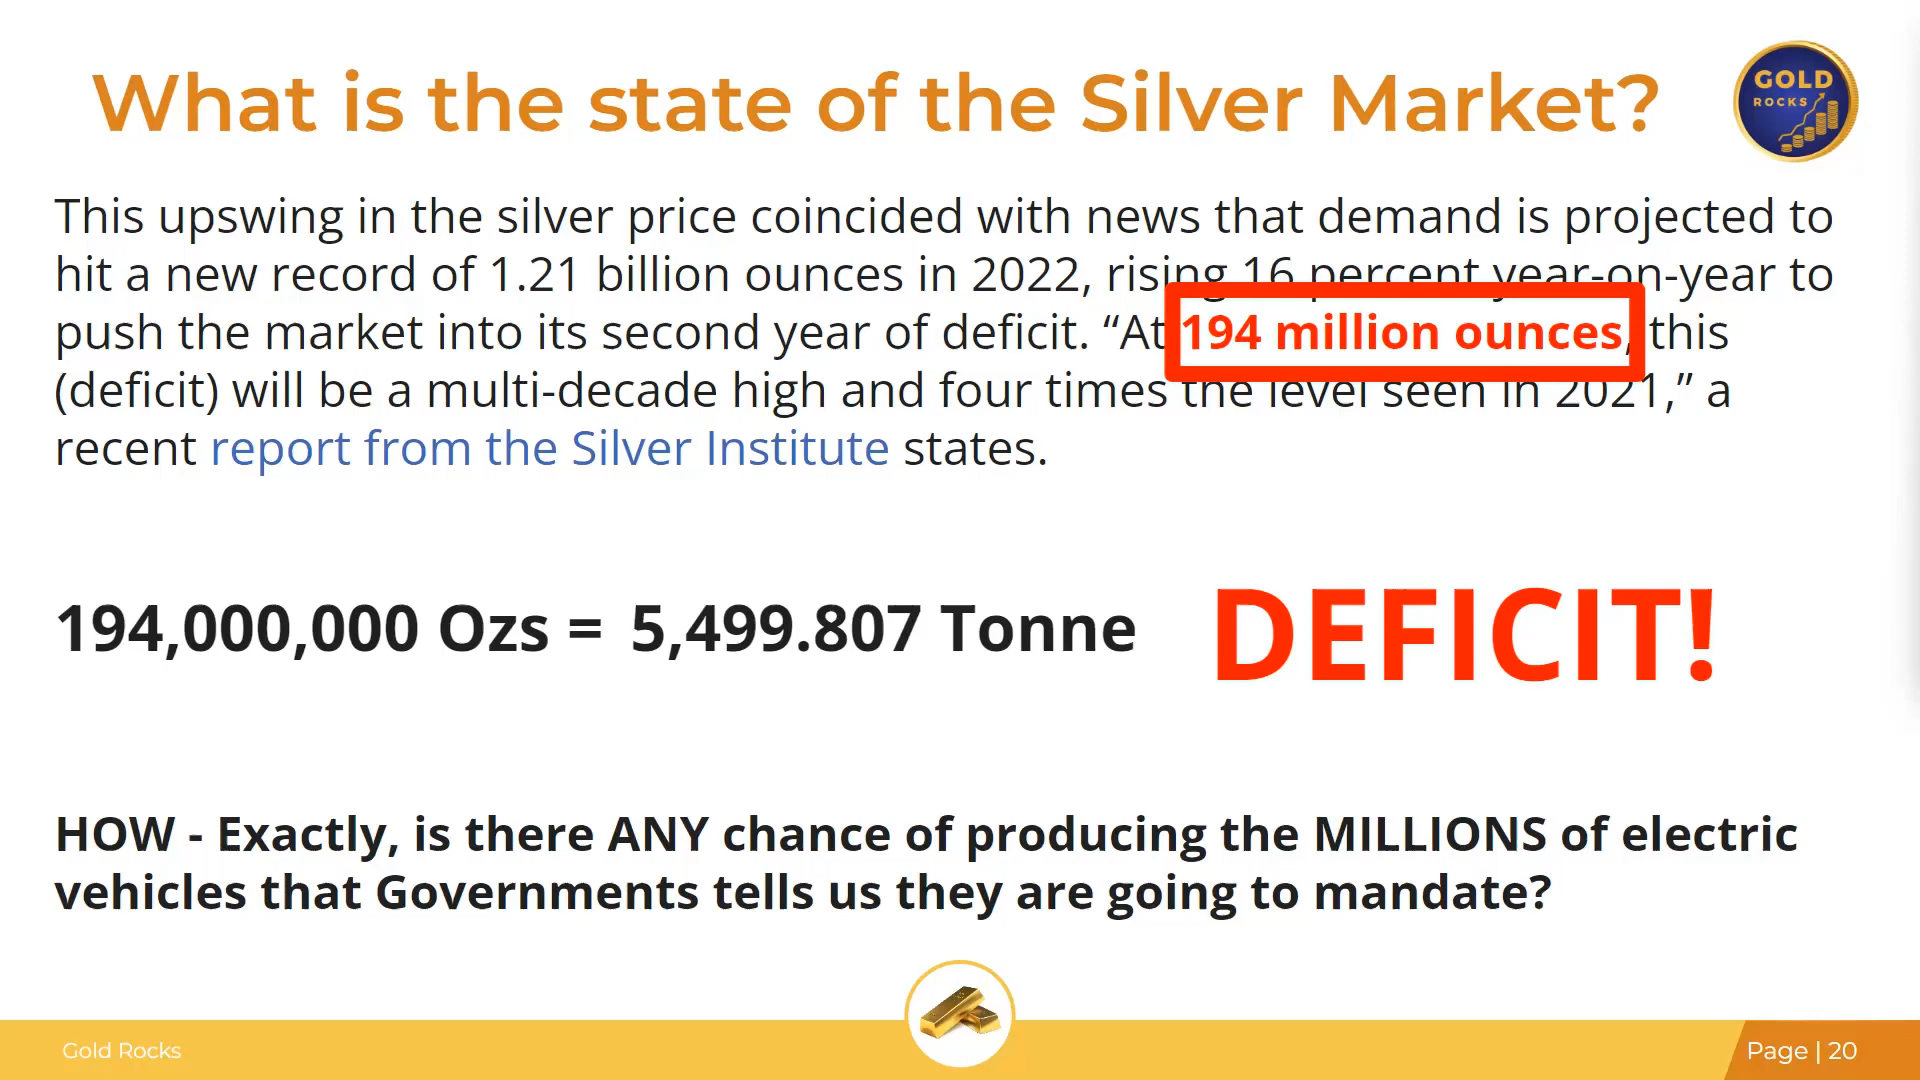 What is the state of the Silver Market?
GOLD
ROCKS
This upswing in the silver price coincided with news that demand is projected to
hit a new record of 1.21 billion ounces in 2022, rising 16 percent year-on-year to
push the market into its second year of deficit. “At 194 million ounces, this
(deficit) will be a multi-decade high and four times the level seen in 2021,” a
recent report from the Silver Institute states.
194,000,000 Ozs = 5,499.807 Tonne DEFICIT!
HOW - Exactly, is there ANY chance of producing the MILLIONS of electric
vehicles that Governments tells us they are going to mandate?
Gold Rocks
Page | 20